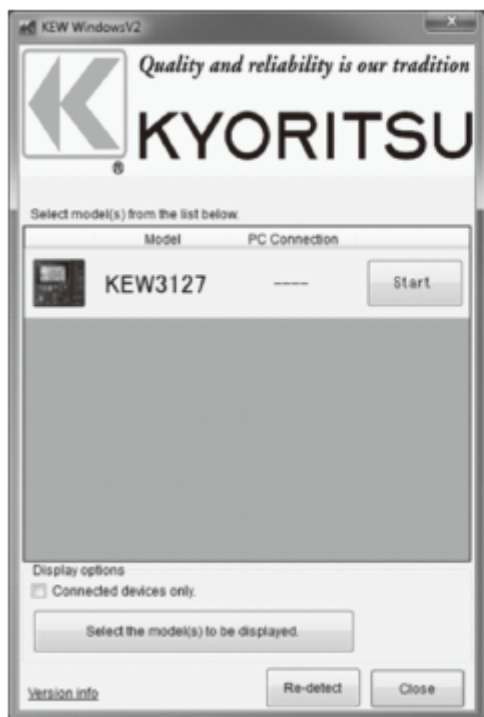 KEW WindowsV2
Quality and reliability is our tradition
KYORITSU
®
Select model(s) from the list below.
Model PC Connection
KEW3127 ---- Start
Display options
Connected devices only.
Select the model(s) to be displayed.
Version info Re-detect Close